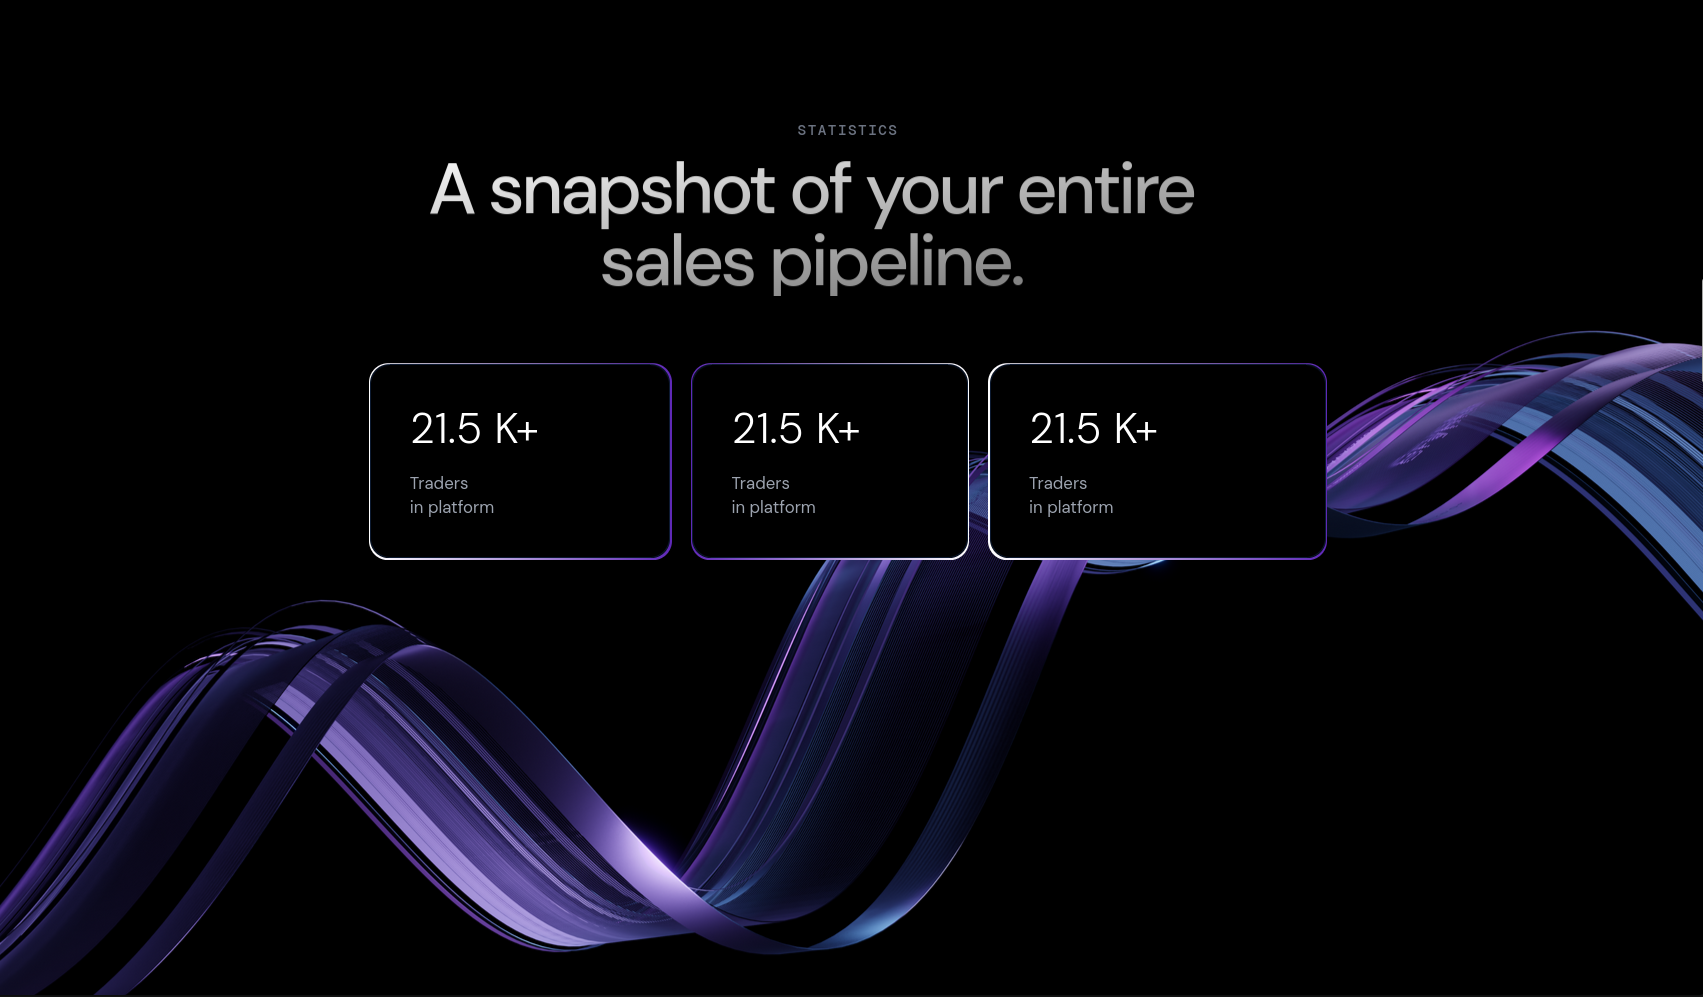 STATISTICS
A snapshot of your entire
sales pipeline.
21.5 K+
Traders
in platform
21.5 K+
Traders
in platform
21.5 K+
Traders
in platform